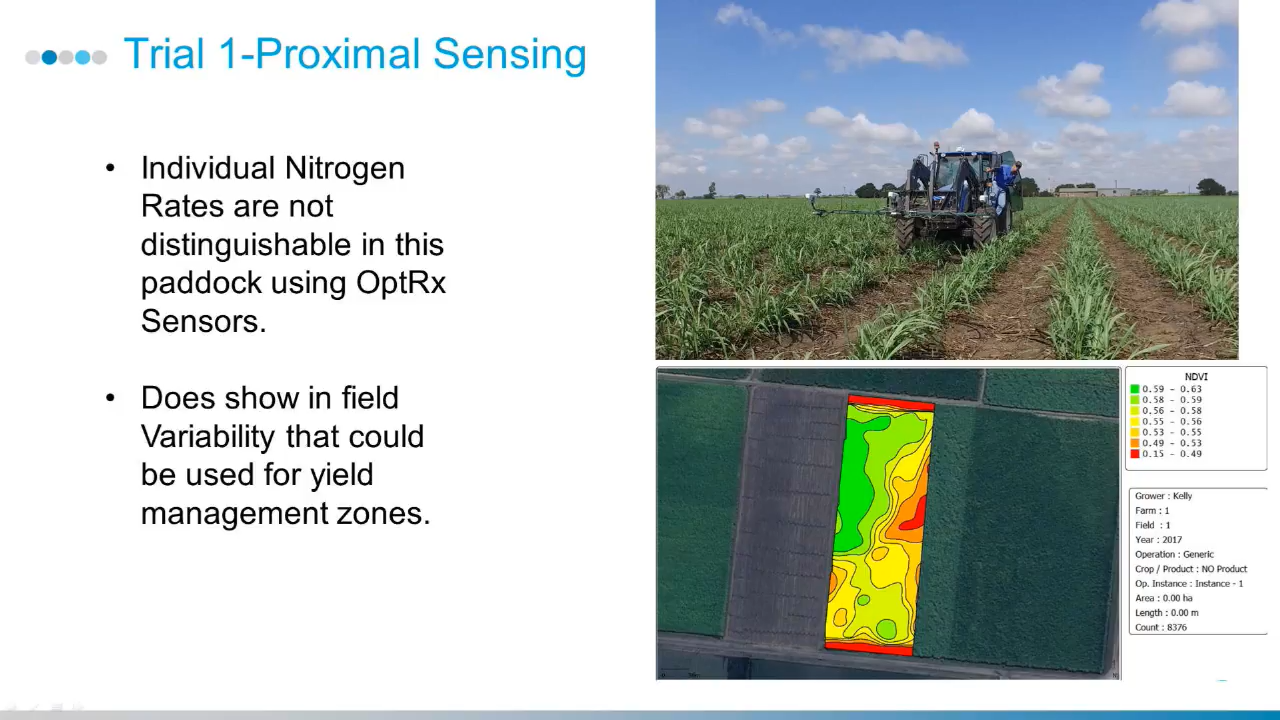 Trial 1-Proximal Sensing
• Individual Nitrogen
Rates are not
distinguishable in this
paddock using OptRx
Sensors.
• Does show in field
Variability that could
be used for yield
management zones.
NDVI
0.59 - 0.63
0.58 - 0.59
0.56 - 0.58
0.55 - 0.56
0.53 - 0.55
0.49 - 0.53
0.15 - 0.49
Grower : Kelly
Farm : 1
Field : 1
Year : 2017
Operation : Generic
Crop / Product : NO Product
Op. Instance : Instance - 1
Area : 0.00 ha
Length : 0.00 m
Count : 8376